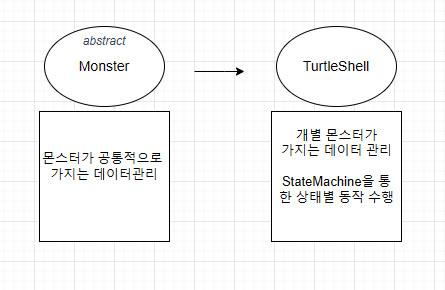 abstract
Monster
TurtleShell
몬스터가 공통적으로
가지는 데이터관리
개별 몬스터가
가지는 데이터 관리
StateMachine을 통
한 상태별 동작 수행